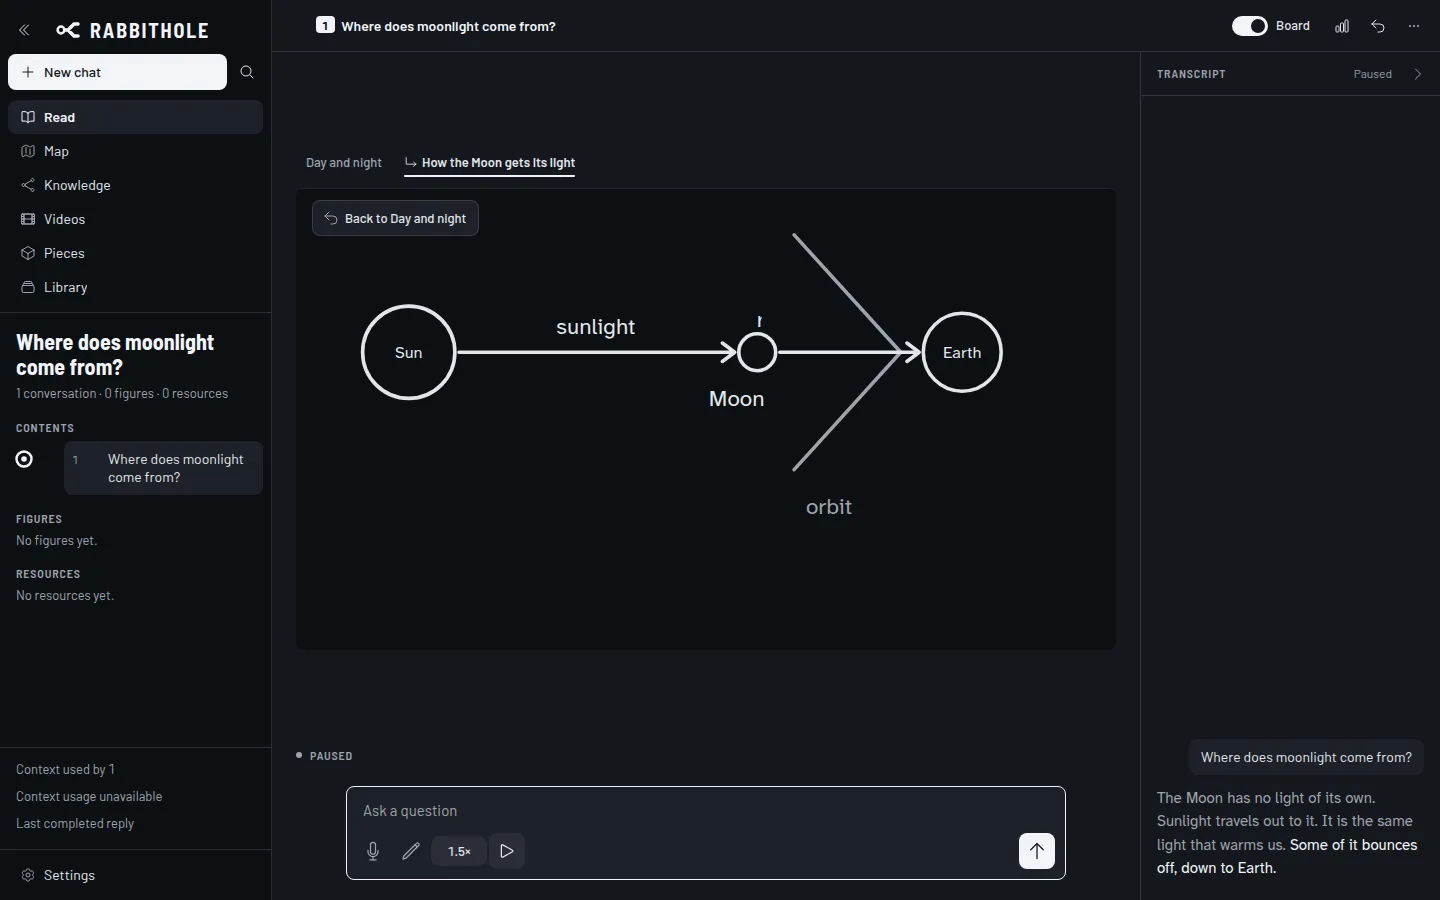 RABBITHOLE
New chat
Read
Map
Knowledge
Videos
Pieces
Library
Where does moonlight
come from?
1 conversation · 0 figures · 0 resources
CONTENTS
1 Where does moonlight
come from?
FIGURES
No figures yet.
RESOURCES
No resources yet.
Context used by 1
Context usage unavailable
Last completed reply
Settings
1 Where does moonlight come from?
Board
Day and night
How the Moon gets its light
Back to Day and night
Sun
sunlight
Moon
Earth
orbit
PAUSED
Ask a question
1.5×
TRANSCRIPT
Paused
Where does moonlight come from?
The Moon has no light of its own.
Sunlight travels out to it. It is the same
light that warms us. Some of it bounces
off, down to Earth.